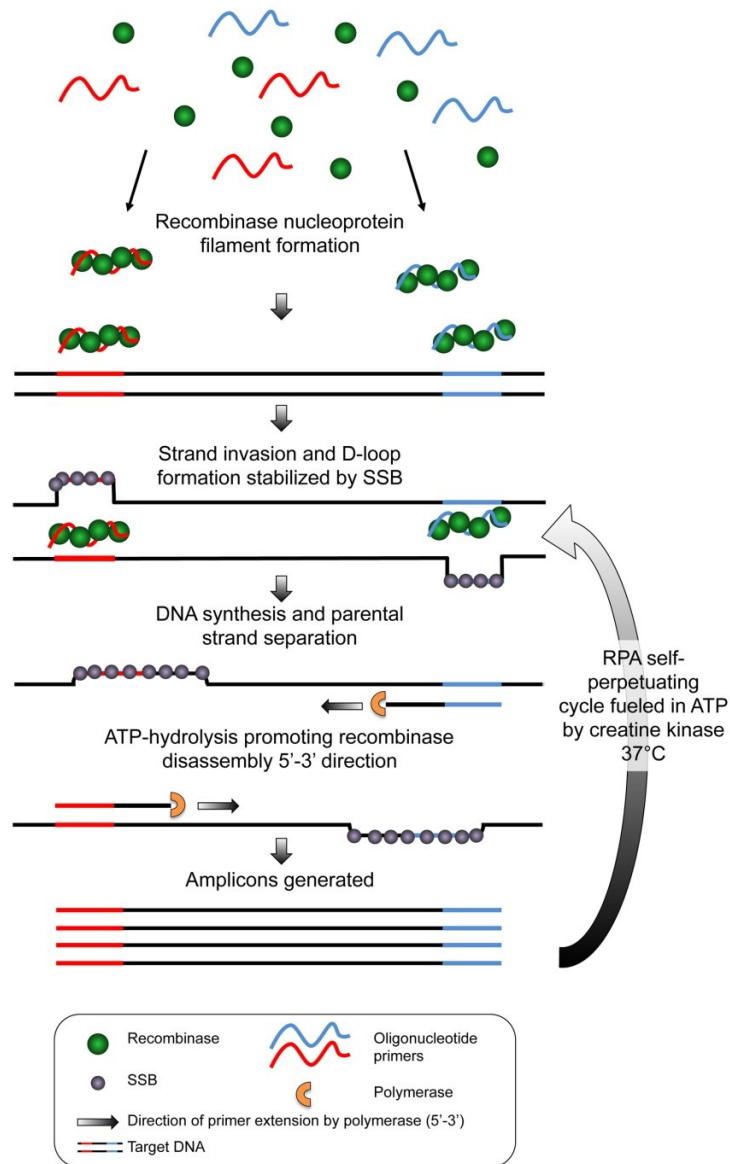 Recombinase nucleoprotein
filament formation
Strand invasion and D-loop
formation stabilized by SSB
DNA synthesis and parental
strand separation
RPA self-
perpetuating
cycle fueled in ATP
by creatine kinase
37°C
ATP-hydrolysis promoting recombinase
disassembly 5'-3' direction
Amplicons generated
Recombinase
Oligonucleotide
primers
SSB
Polymerase
Direction of primer extension by polymerase (5'-3')
Target DNA